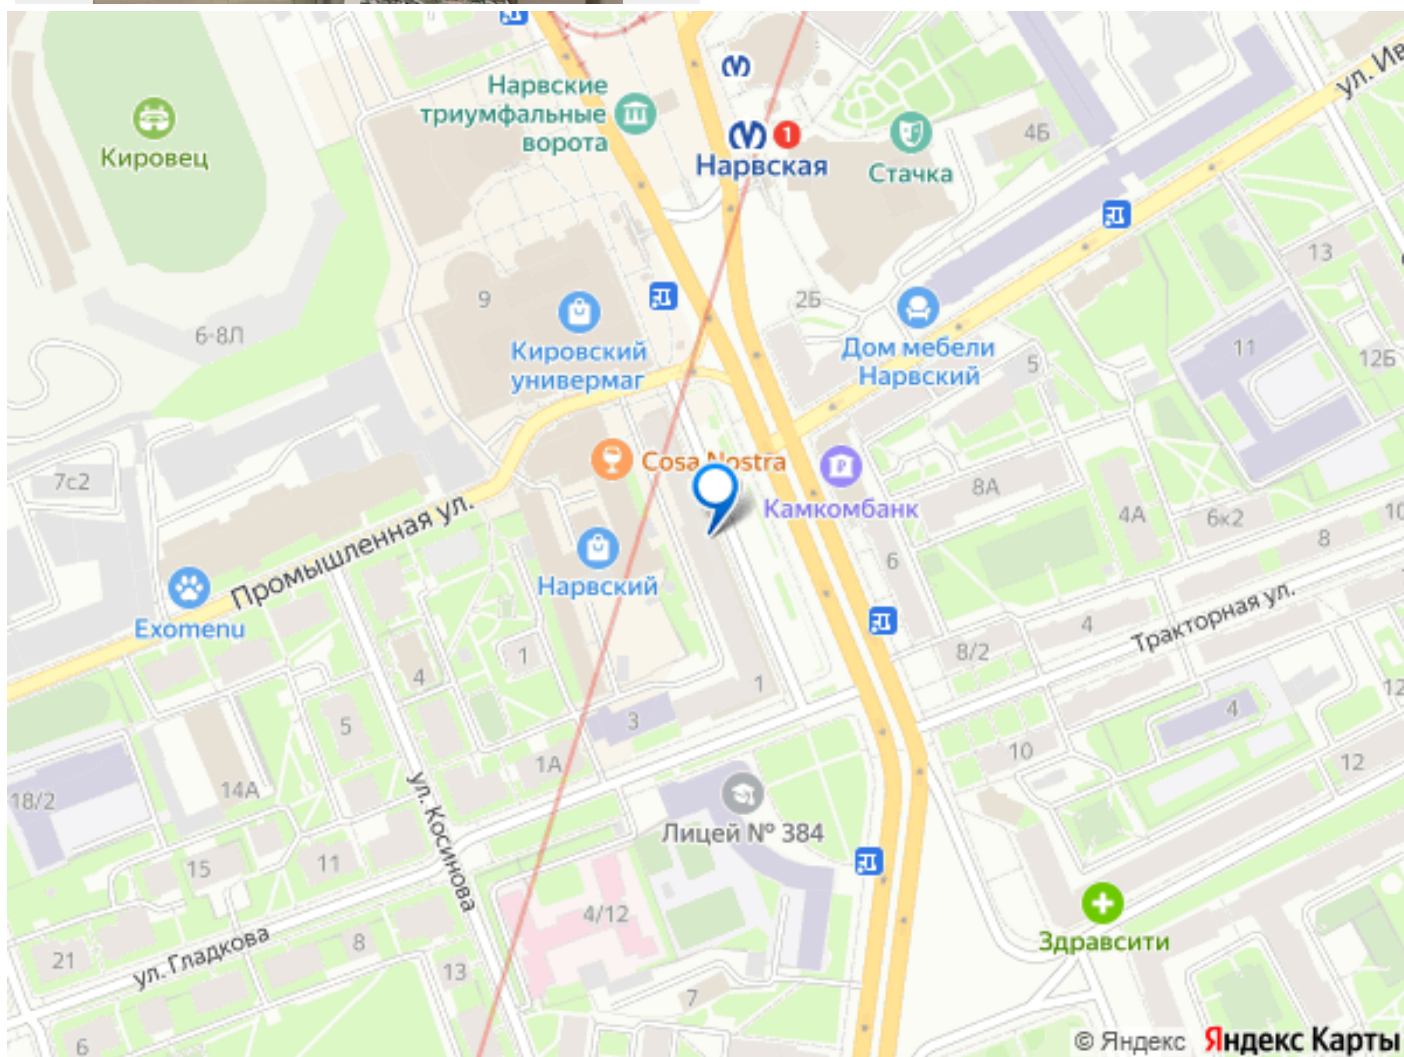 Нарвские
триумфальные
ворота
Кировец
1
Нарвская
Стачка
4Б
ул. Ив
13
9
2Б
6-8Л
Кировский
универмаг
Дом мебели
Нарвский
5
11
12Б
7с2
Cosa Nostra
Камкомбанк
8А
4А
6к2
10
8
6
Промышленная ул.
Нарвский
Exomenu
4
1
Тракторная ул.
8/2
4
1
5
3
4
12
10
12
1А
14А
18/2
ул. Косинова
Лицей № 384
15
11
4/12
Здравсити
ул. Гладкова
8
21
13
7
6
© Яндекс Яндекс Карты